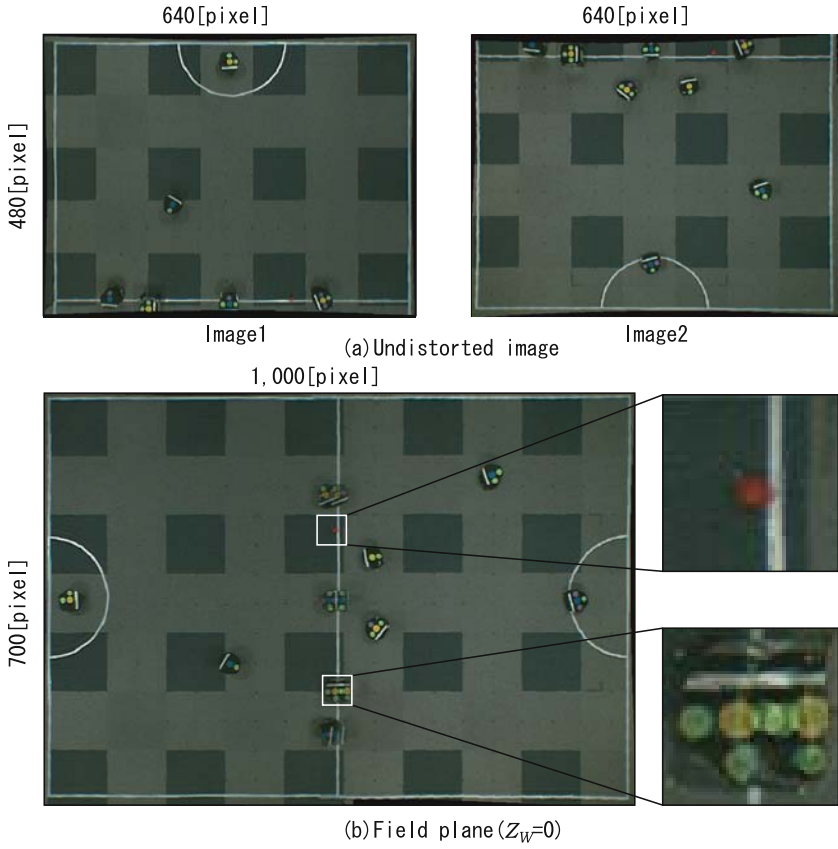 640[pixel]
640[pixel]
480[pixel]
Image1
Image2
(a)Undistorted image
1,000[pixel]
700[pixel]
(b)Field plane(Z_W=0)